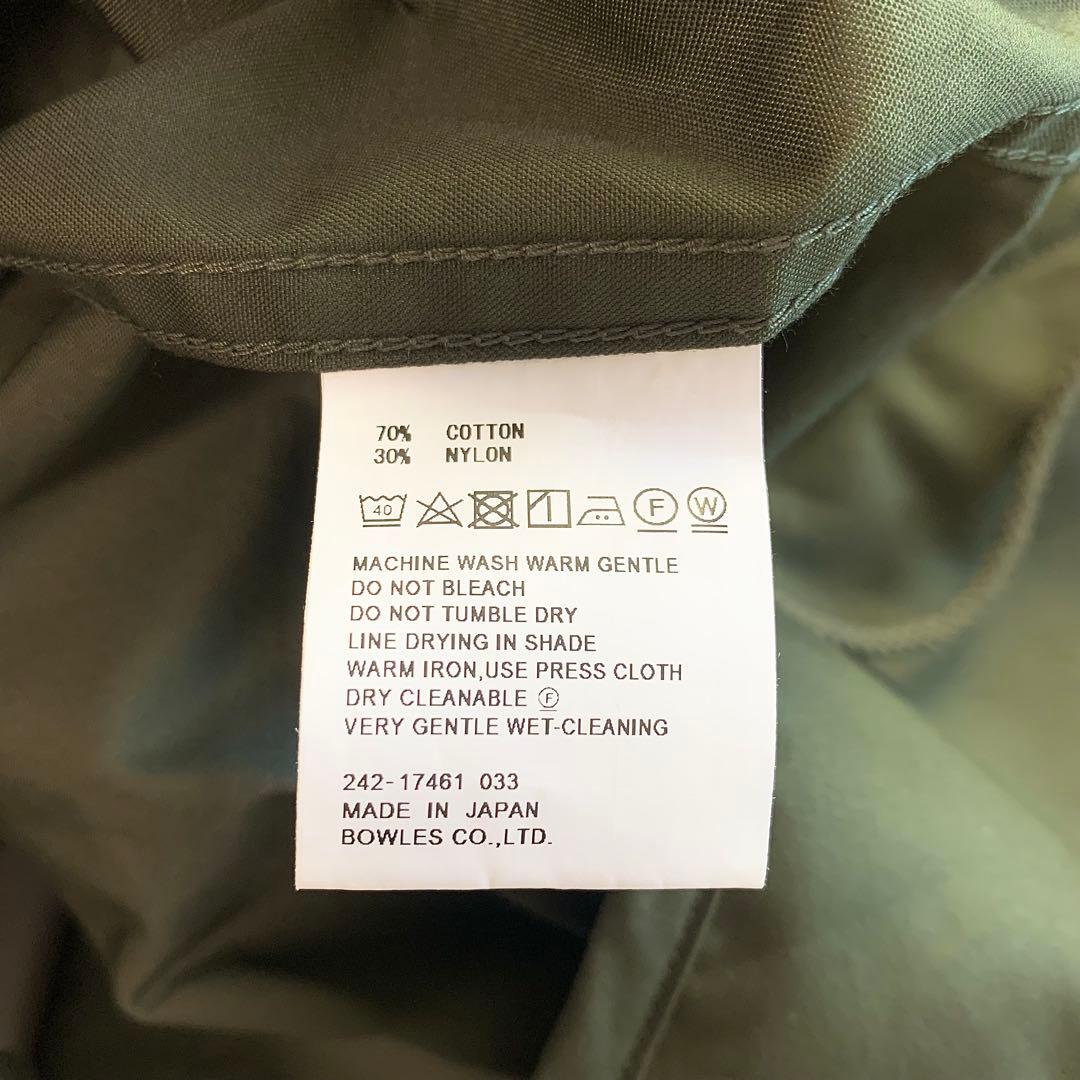 70% COTTON
30% NYLON
40 F W
MACHINE WASH WARM GENTLE
DO NOT BLEACH
DO NOT TUMBLE DRY
LINE DRYING IN SHADE
WARM IRON,USE PRESS CLOTH
DRY CLEANABLE Ⓕ
VERY GENTLE WET-CLEANING
242-17461 033
MADE IN JAPAN
BOWLES CO.,LTD.